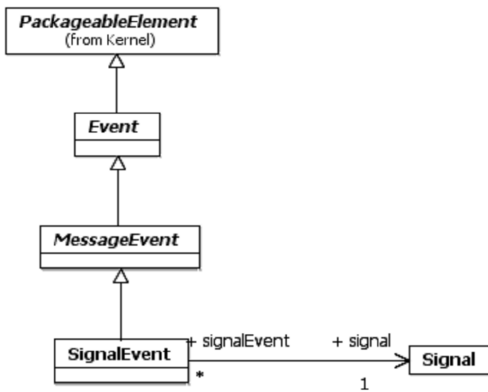 PackageableElement
(from Kernel)
Event
MessageEvent
SignalEvent
+ signalEvent
+ signal
Signal
*
1